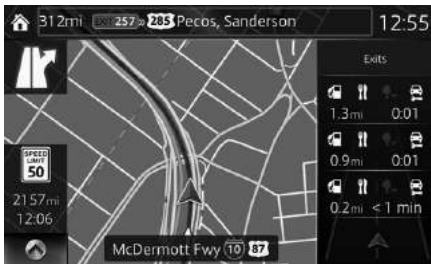 312mi EXIT 257 » 285 Pecos, Sanderson 12:55
Exits
1.3mi 0:01
0.9mi 0:01
0.2mi < 1 min
SPEED LIMIT 50
2157mi
12:06
McDermott Fwy 10 87